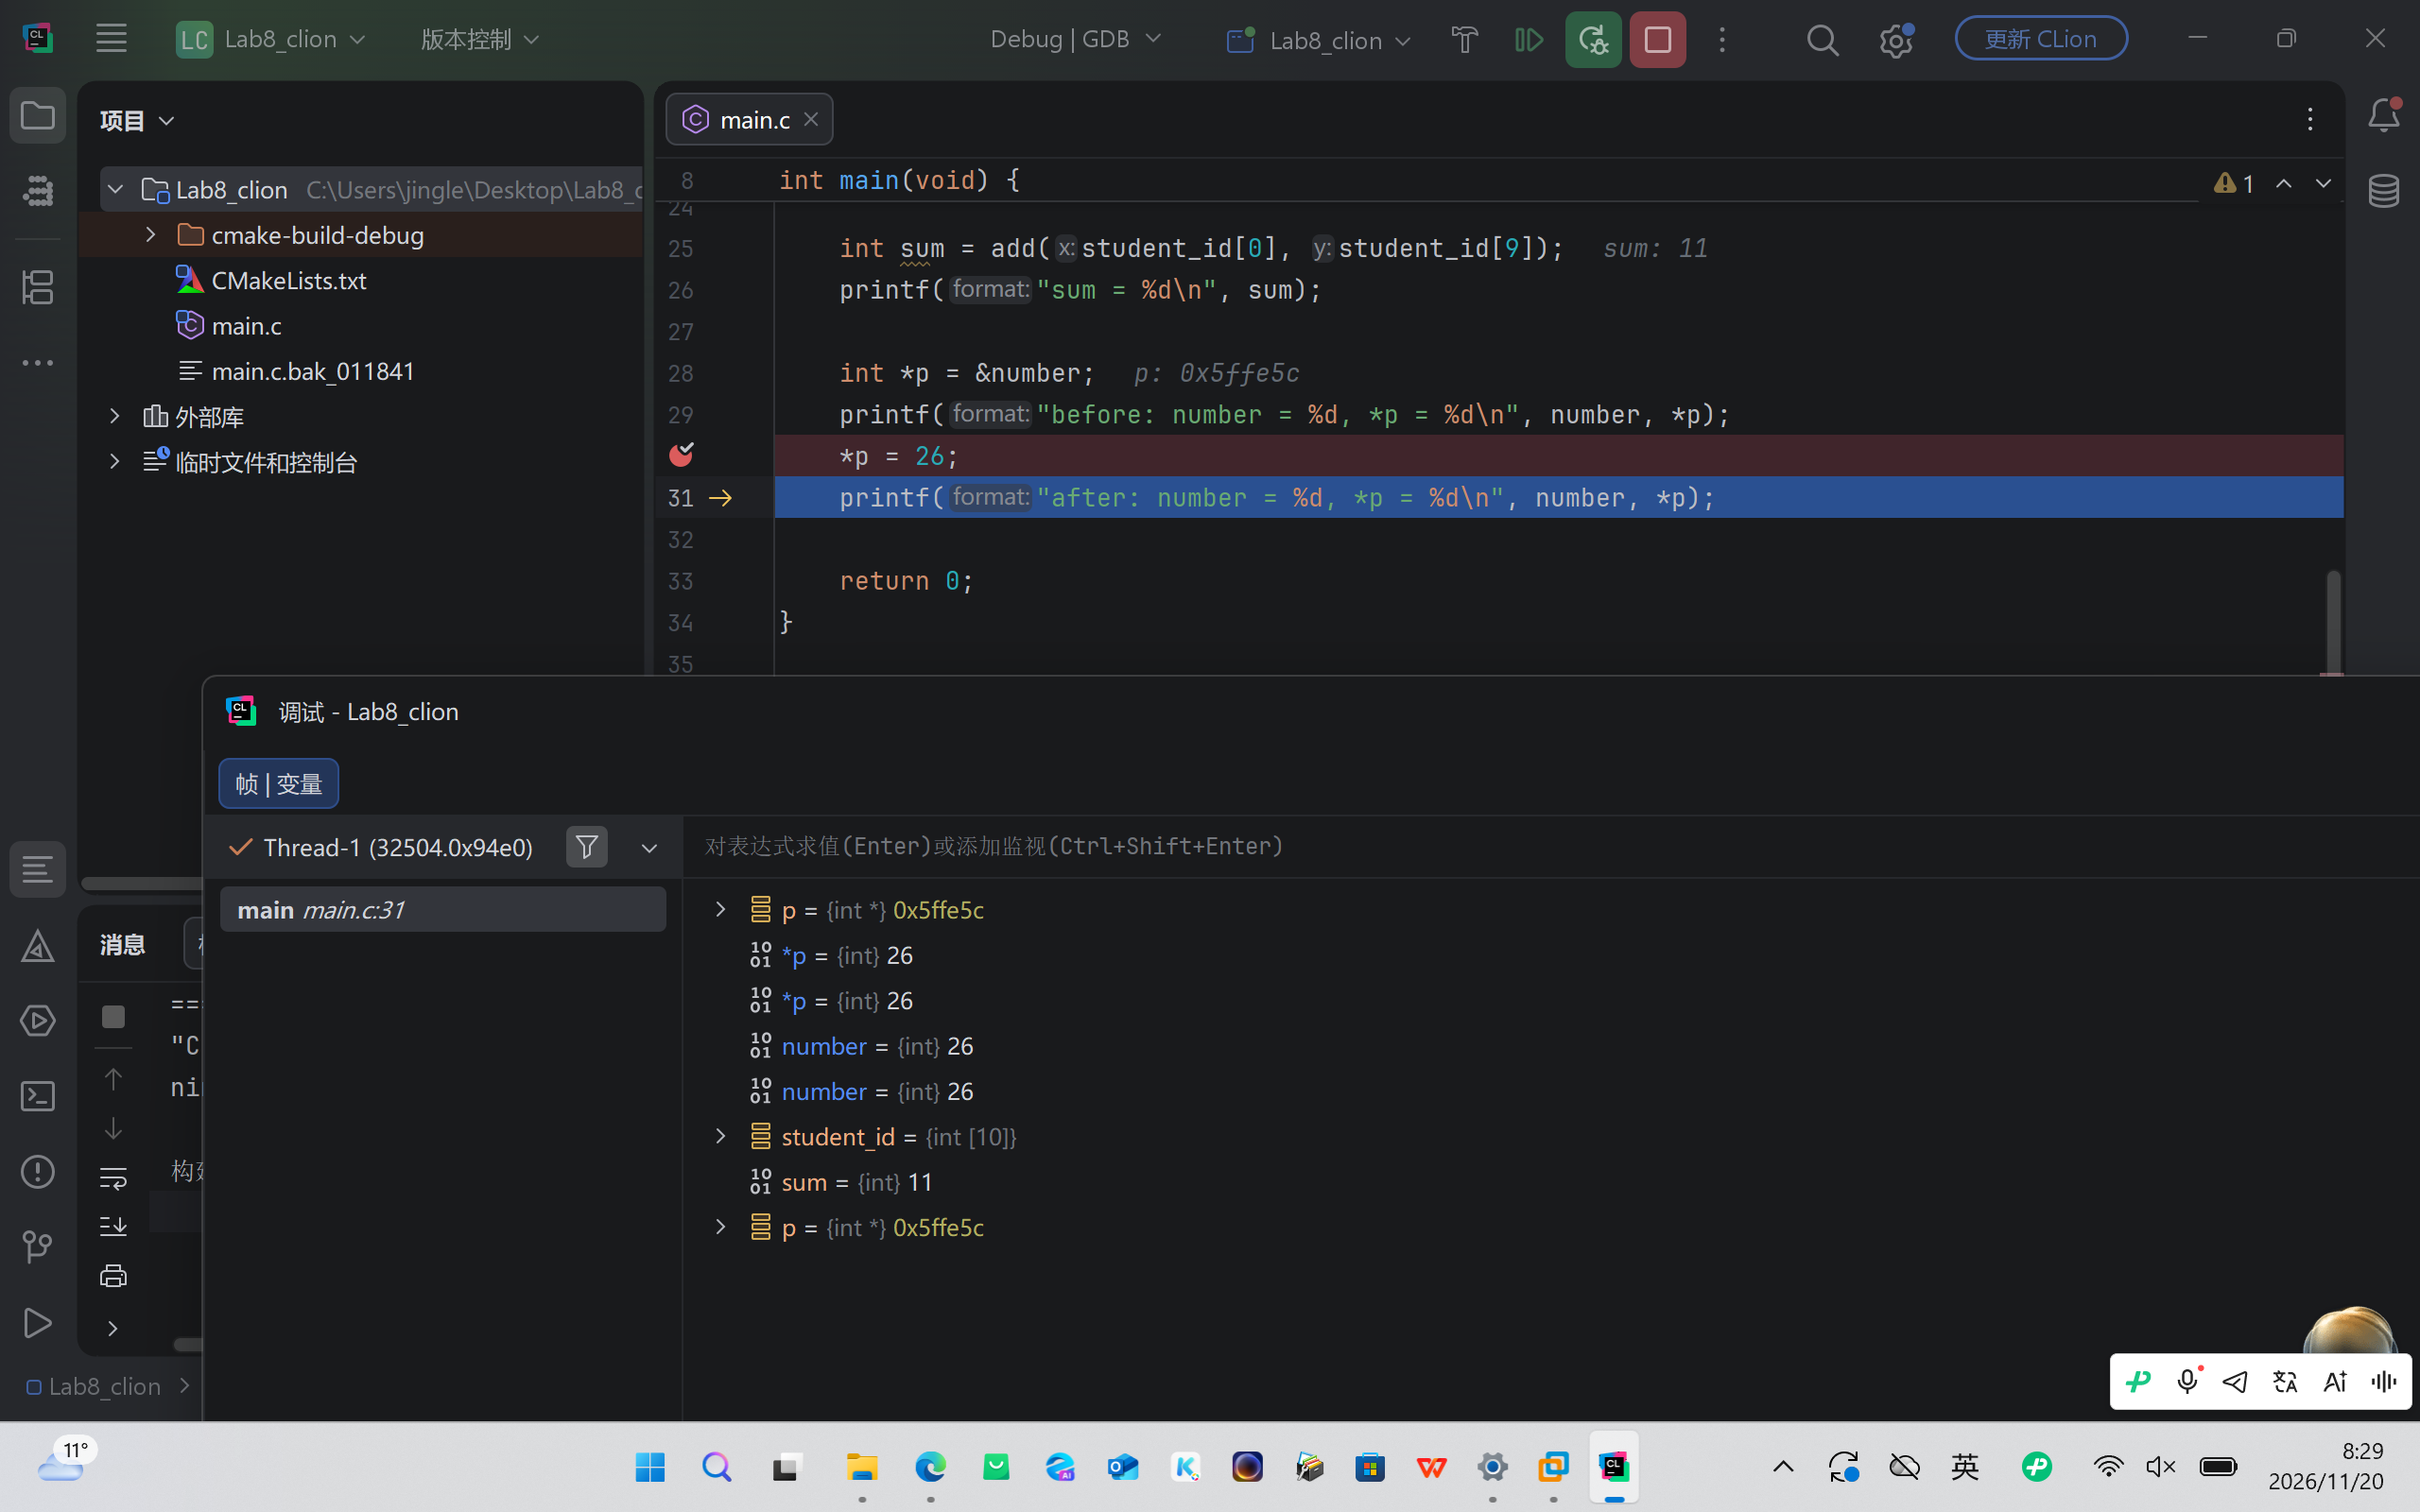 LC Lab8_clion 版本控制 Debug | GDB Lab8_clion 更新 CLion
项目
Lab8_clion C:\Users\jingle\Desktop\Lab8_c
cmake-build-debug
CMakeLists.txt
main.c
main.c.bak_011841
外部库
临时文件和控制台
main.c
8 int main(void) {
1
24
25 int sum = add(x: student_id[0], y: student_id[9]); sum: 11
26 printf(format: "sum = %d\n", sum);
27
28 int *p = &number; p: 0x5ffe5c
29 printf(format: "before: number = %d, *p = %d\n", number, *p);
*p = 26;
31 printf(format: "after: number = %d, *p = %d\n", number, *p);
32
33 return 0;
34 }
35
消息
"C
构建
Lab8_clion
调试 - Lab8_clion
帧 | 变量
Thread-1 (32504.0x94e0)
main main.c:31
对表达式求值(Enter)或添加监视(Ctrl+Shift+Enter)
p = {int *} 0x5ffe5c
*p = {int} 26
*p = {int} 26
number = {int} 26
number = {int} 26
student_id = {int [10]}
sum = {int} 11
p = {int *} 0x5ffe5c
11°
英
8:29
2026/11/20